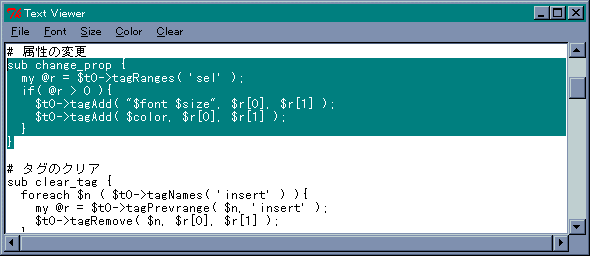 Text Viewer
File Font Size Color Clear
# 属性の変更
sub change_prop {
  my @r = $t0->tagRanges( 'sel' );
  if( @r > 0 ){
    $t0->tagAdd( "$font $size", $r[0], $r[1] );
    $t0->tagAdd( $color, $r[0], $r[1] );
  }
}

# タグのクリア
sub clear_tag {
  foreach $n ( $t0->tagNames( 'insert' ) ){
    my @r = $t0->tagPrevrange( $n, 'insert' );
    $t0->tagRemove( $n, $r[0], $r[1] );
  }